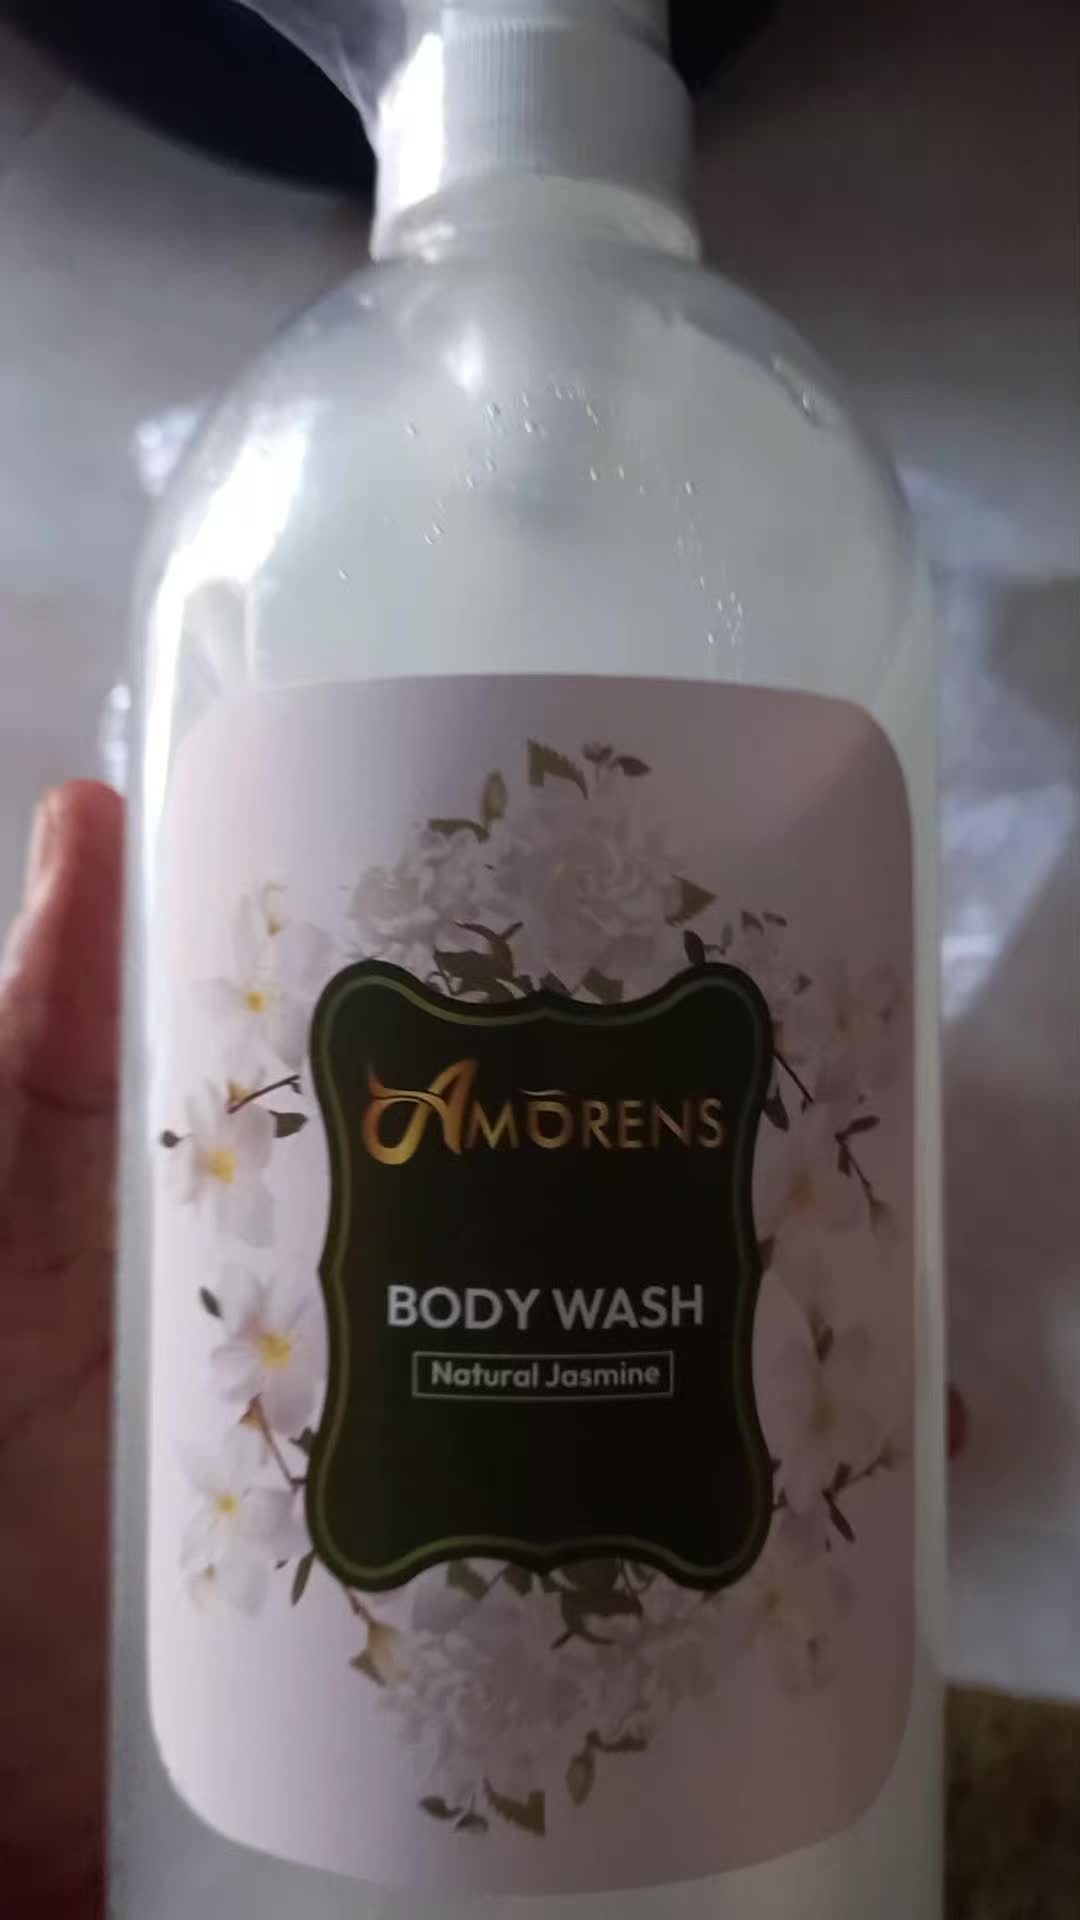 AMŌRENS
BODY WASH
Natural Jasmine